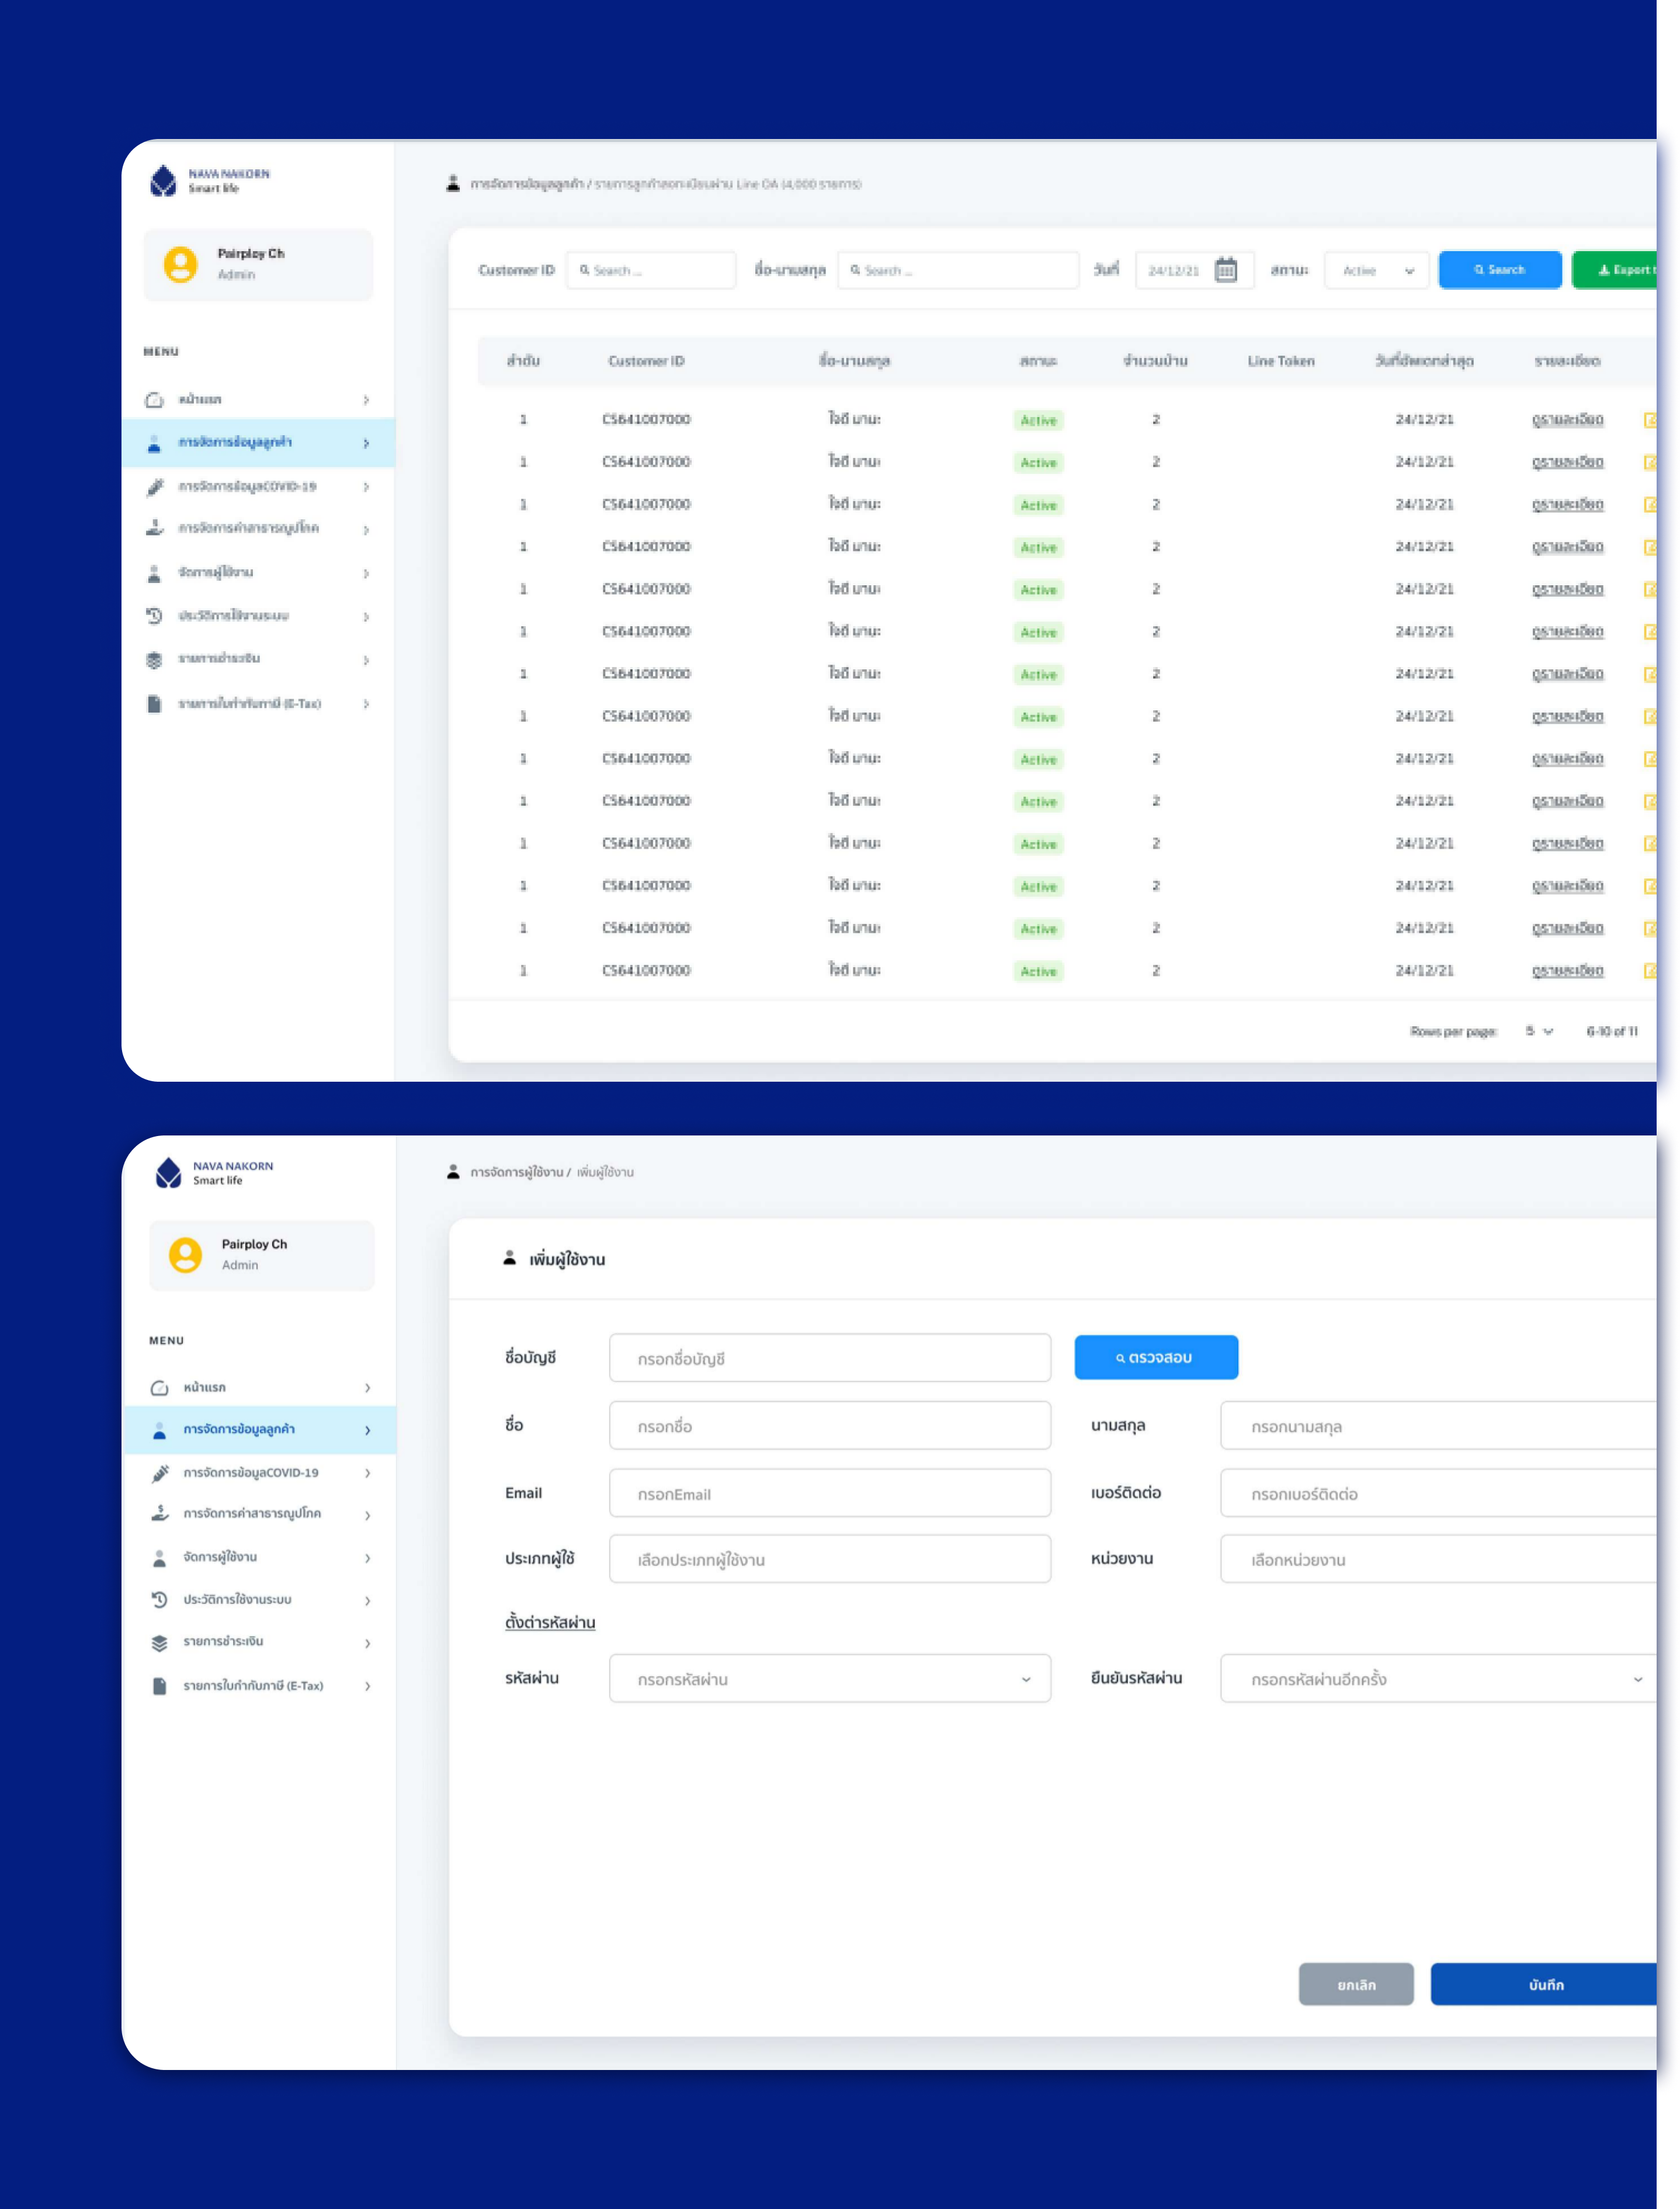 NAVA NAKORN
Smart life
Pairploy Ch
Admin
MENU
หน้าแรก
การจัดการข้อมูลลูกค้า
การจัดการข้อมูลCOVID-19
การจัดการค่าสาธารณูปโภค
จัดการผู้ใช้งาน
ประวัติการใช้งานระบบ
รายการชำระเงิน
รายการใบกำกับภาษี (E-Tax)
การจัดการข้อมูลลูกค้า / รายการลูกค้าลงทะเบียนผ่าน Line OA (4,000 รายการ)
Customer ID Search ... ชื่อ-นามสกุล Search ... วันที่ 24/12/21 สถานะ Active Search Export
ลำดับ Customer ID ชื่อ-นามสกุล สถานะ จำนวนบ้าน Line Token วันที่อัพเดทล่าสุด รายละเอียด
1 CS641007000 ใจดี มานะ Active 2 24/12/21 ดูรายละเอียด
1 CS641007000 ใจดี มานะ Active 2 24/12/21 ดูรายละเอียด
1 CS641007000 ใจดี มานะ Active 2 24/12/21 ดูรายละเอียด
1 CS641007000 ใจดี มานะ Active 2 24/12/21 ดูรายละเอียด
1 CS641007000 ใจดี มานะ Active 2 24/12/21 ดูรายละเอียด
1 CS641007000 ใจดี มานะ Active 2 24/12/21 ดูรายละเอียด
1 CS641007000 ใจดี มานะ Active 2 24/12/21 ดูรายละเอียด
1 CS641007000 ใจดี มานะ Active 2 24/12/21 ดูรายละเอียด
1 CS641007000 ใจดี มานะ Active 2 24/12/21 ดูรายละเอียด
1 CS641007000 ใจดี มานะ Active 2 24/12/21 ดูรายละเอียด
1 CS641007000 ใจดี มานะ Active 2 24/12/21 ดูรายละเอียด
1 CS641007000 ใจดี มานะ Active 2 24/12/21 ดูรายละเอียด
1 CS641007000 ใจดี มานะ Active 2 24/12/21 ดูรายละเอียด
1 CS641007000 ใจดี มานะ Active 2 24/12/21 ดูรายละเอียด
Rows per page: 5 6-10 of 11
NAVA NAKORN
Smart life
Pairploy Ch
Admin
MENU
หน้าแรก
การจัดการข้อมูลลูกค้า
การจัดการข้อมูลCOVID-19
การจัดการค่าสาธารณูปโภค
จัดการผู้ใช้งาน
ประวัติการใช้งานระบบ
รายการชำระเงิน
รายการใบกำกับภาษี (E-Tax)
การจัดการผู้ใช้งาน / เพิ่มผู้ใช้งาน
เพิ่มผู้ใช้งาน
ชื่อบัญชี กรอกชื่อบัญชี ตรวจสอบ
ชื่อ กรอกชื่อ นามสกุล กรอกนามสกุล
Email กรอกEmail เบอร์ติดต่อ กรอกเบอร์ติดต่อ
ประเภทผู้ใช้ เลือกประเภทผู้ใช้งาน หน่วยงาน เลือกหน่วยงาน
ตั้งต่ารหัสผ่าน
รหัสผ่าน กรอกรหัสผ่าน ยืนยันรหัสผ่าน กรอกรหัสผ่านอีกครั้ง
ยกเลิก บันทึก